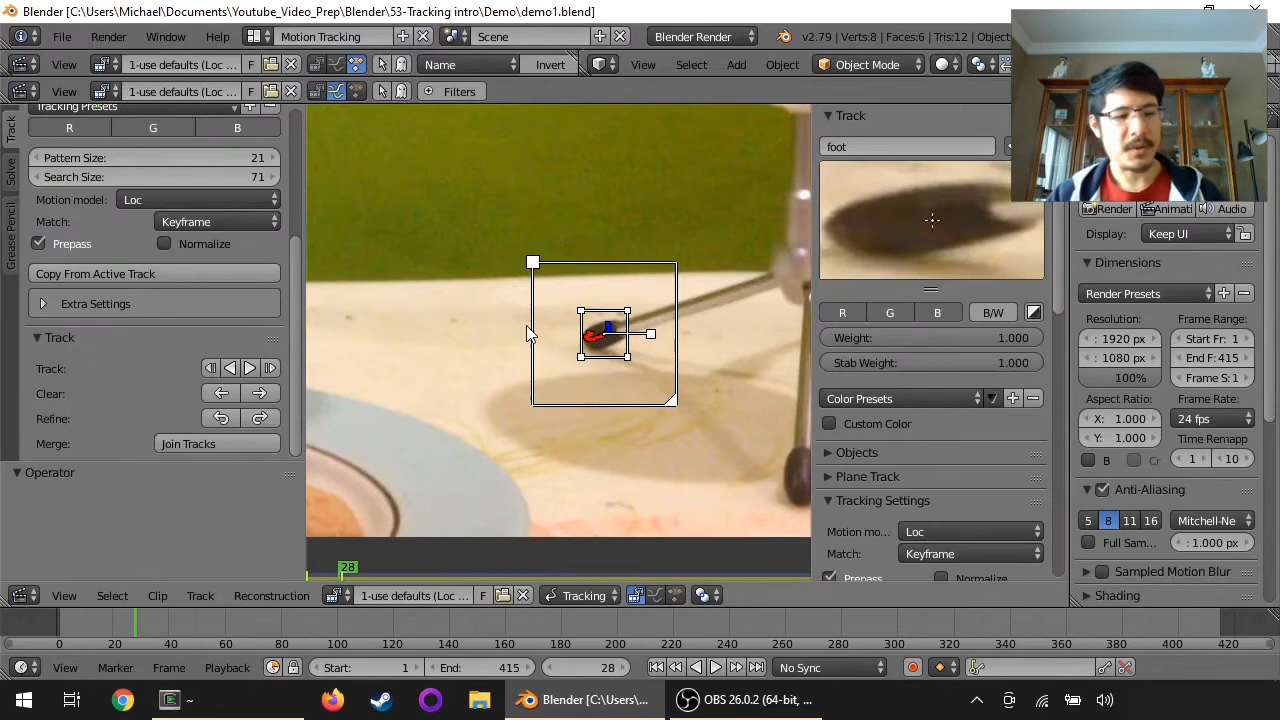 Blender [C:\Users\Michael\Documents\Youtube_Video_Prep\Blender\53-Tracking intro\Demo\demo1.blend]
File Render Window Help Motion Tracking Scene Blender Render v2.79 | Verts:8 | Faces:6 | Tris:12 | Object
View 1-use defaults (Loc ... F Name Invert View Select Add Object Object Mode
View 1-use defaults (Loc ... F Filters
Tracking Presets
R G B
Pattern Size: 21
Search Size: 71
Motion model: Loc
Match: Keyframe
Prepass Normalize
Copy From Active Track
Extra Settings
Track
Track:
Clear:
Refine:
Merge: Join Tracks
Operator
Track
Solve
Grease Pencil
28
Track
foot
R G B B/W
Weight: 1.000
Stab Weight: 1.000
Color Presets
Custom Color
Objects
Plane Track
Tracking Settings
Motion mo... Loc
Match: Keyframe
Prepass Normalize
Render Animati Audio
Display: Keep UI
Dimensions
Render Presets
Resolution: Frame Range:
: 1920 px Start Fr: 1
: 1080 px End F: 415
100% Frame S: 1
Aspect Ratio: Frame Rate:
X: 1.000 24 fps
Y: 1.000 Time Remapp
B Cr 1 10
Anti-Aliasing
5 8 11 16 Mitchell-Ne
Full Sam... : 1.000 px
Sampled Motion Blur
Shading
View Select Clip Track Reconstruction 1-use defaults (Loc ... F Tracking
0 20 40 60 80 100 120 140 160 180 200 220 240 260 280 300 320 340 360 380 400 420
View Marker Frame Playback Start: 1 End: 415 28 No Sync
~ Blender [C:\Users\... OBS 26.0.2 (64-bit, ...